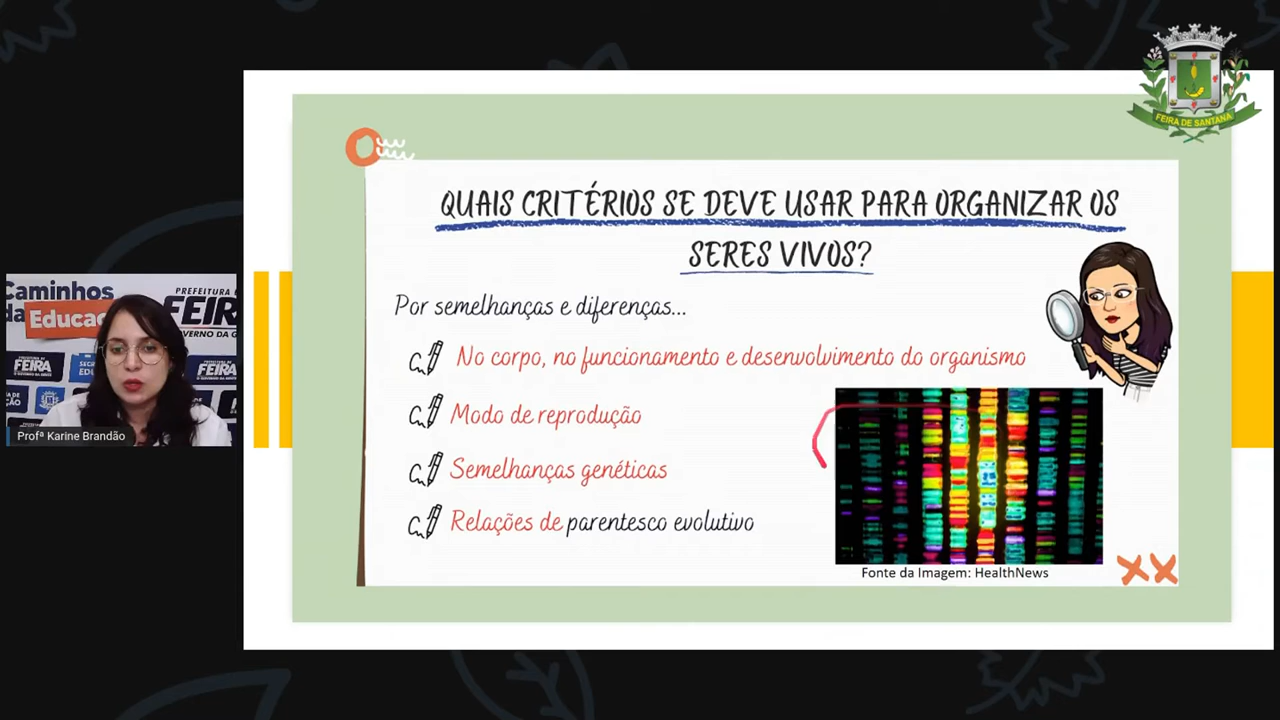 FEIRA DE SANTANA
QUAIS CRITÉRIOS SE DEVE USAR PARA ORGANIZAR OS
SERES VIVOS?
Por semelhanças e diferenças...
No corpo, no funcionamento e desenvolvimento do organismo
Modo de reprodução
Semelhanças genéticas
Relações de parentesco evolutivo
Fonte da Imagem: HealthNews
Caminhos
da
Educaç
PREFEITURA
FEIR
FEIRA
FEIRA
Profª Karine Brandão